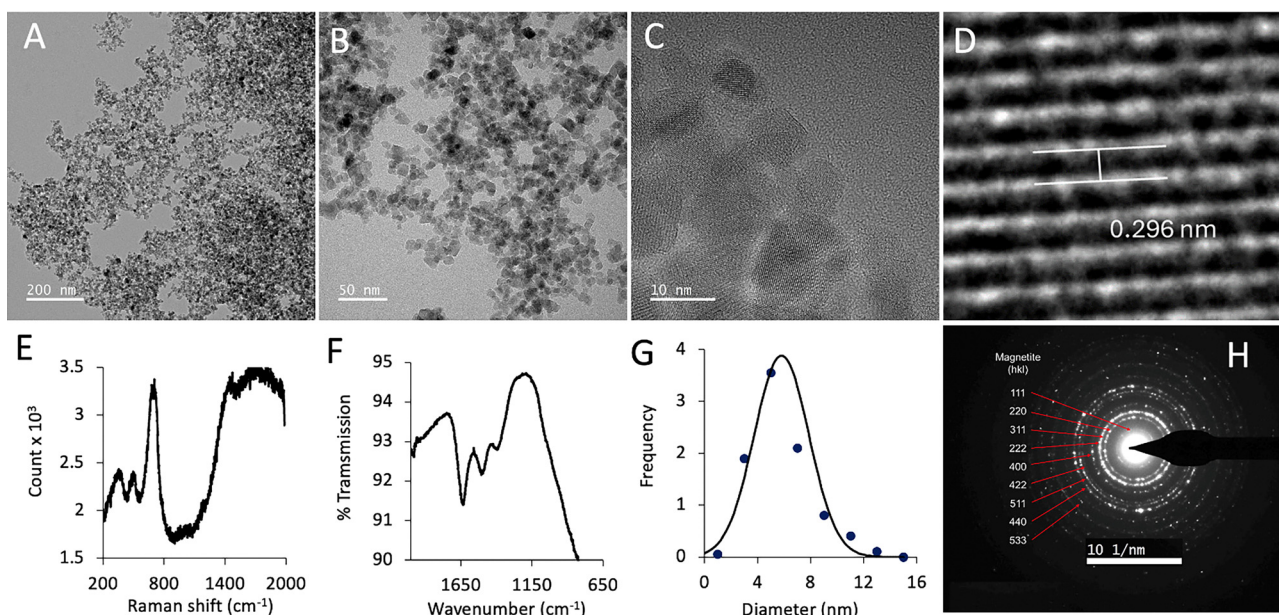 A
200 nm
B
50 nm
C
10 nm
D
0.296 nm
E
Count x 10³
3.5
3
2.5
2
1.5
200
800
1400
2000
Raman shift (cm⁻¹)
F
% Transmission
95
94
93
92
91
90
1650
1150
650
Wavenumber (cm⁻¹)
G
Frequency
4
3
2
1
0
0
4
8
12
16
Diameter (nm)
H
Magnetite
(hkl)
111
220
311
222
400
422
511
440
533
10 1/nm